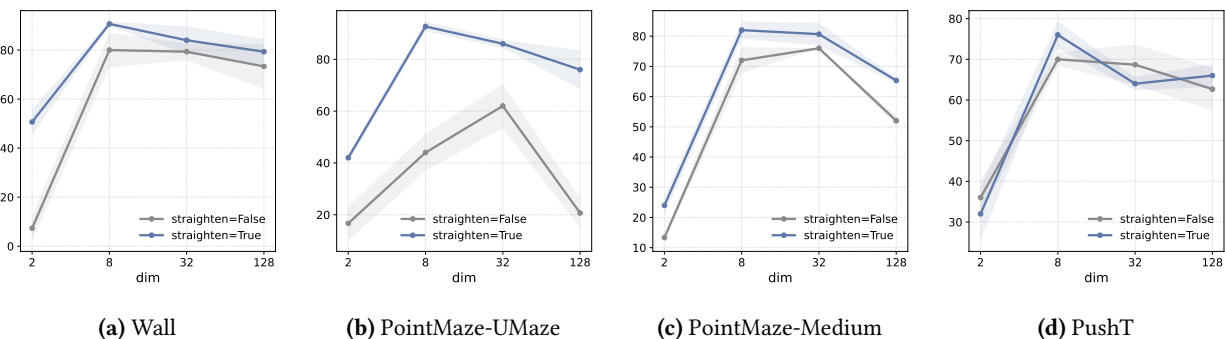 80
60
40
20
0
straighten=False
straighten=True
2 8 32 128
dim
(a) Wall
80
60
40
20
straighten=False
straighten=True
2 8 32 128
dim
(b) PointMaze-UMaze
80
70
60
50
40
30
20
10
straighten=False
straighten=True
2 8 32 128
dim
(c) PointMaze-Medium
80
70
60
50
40
30
straighten=False
straighten=True
2 8 32 128
dim
(d) PushT